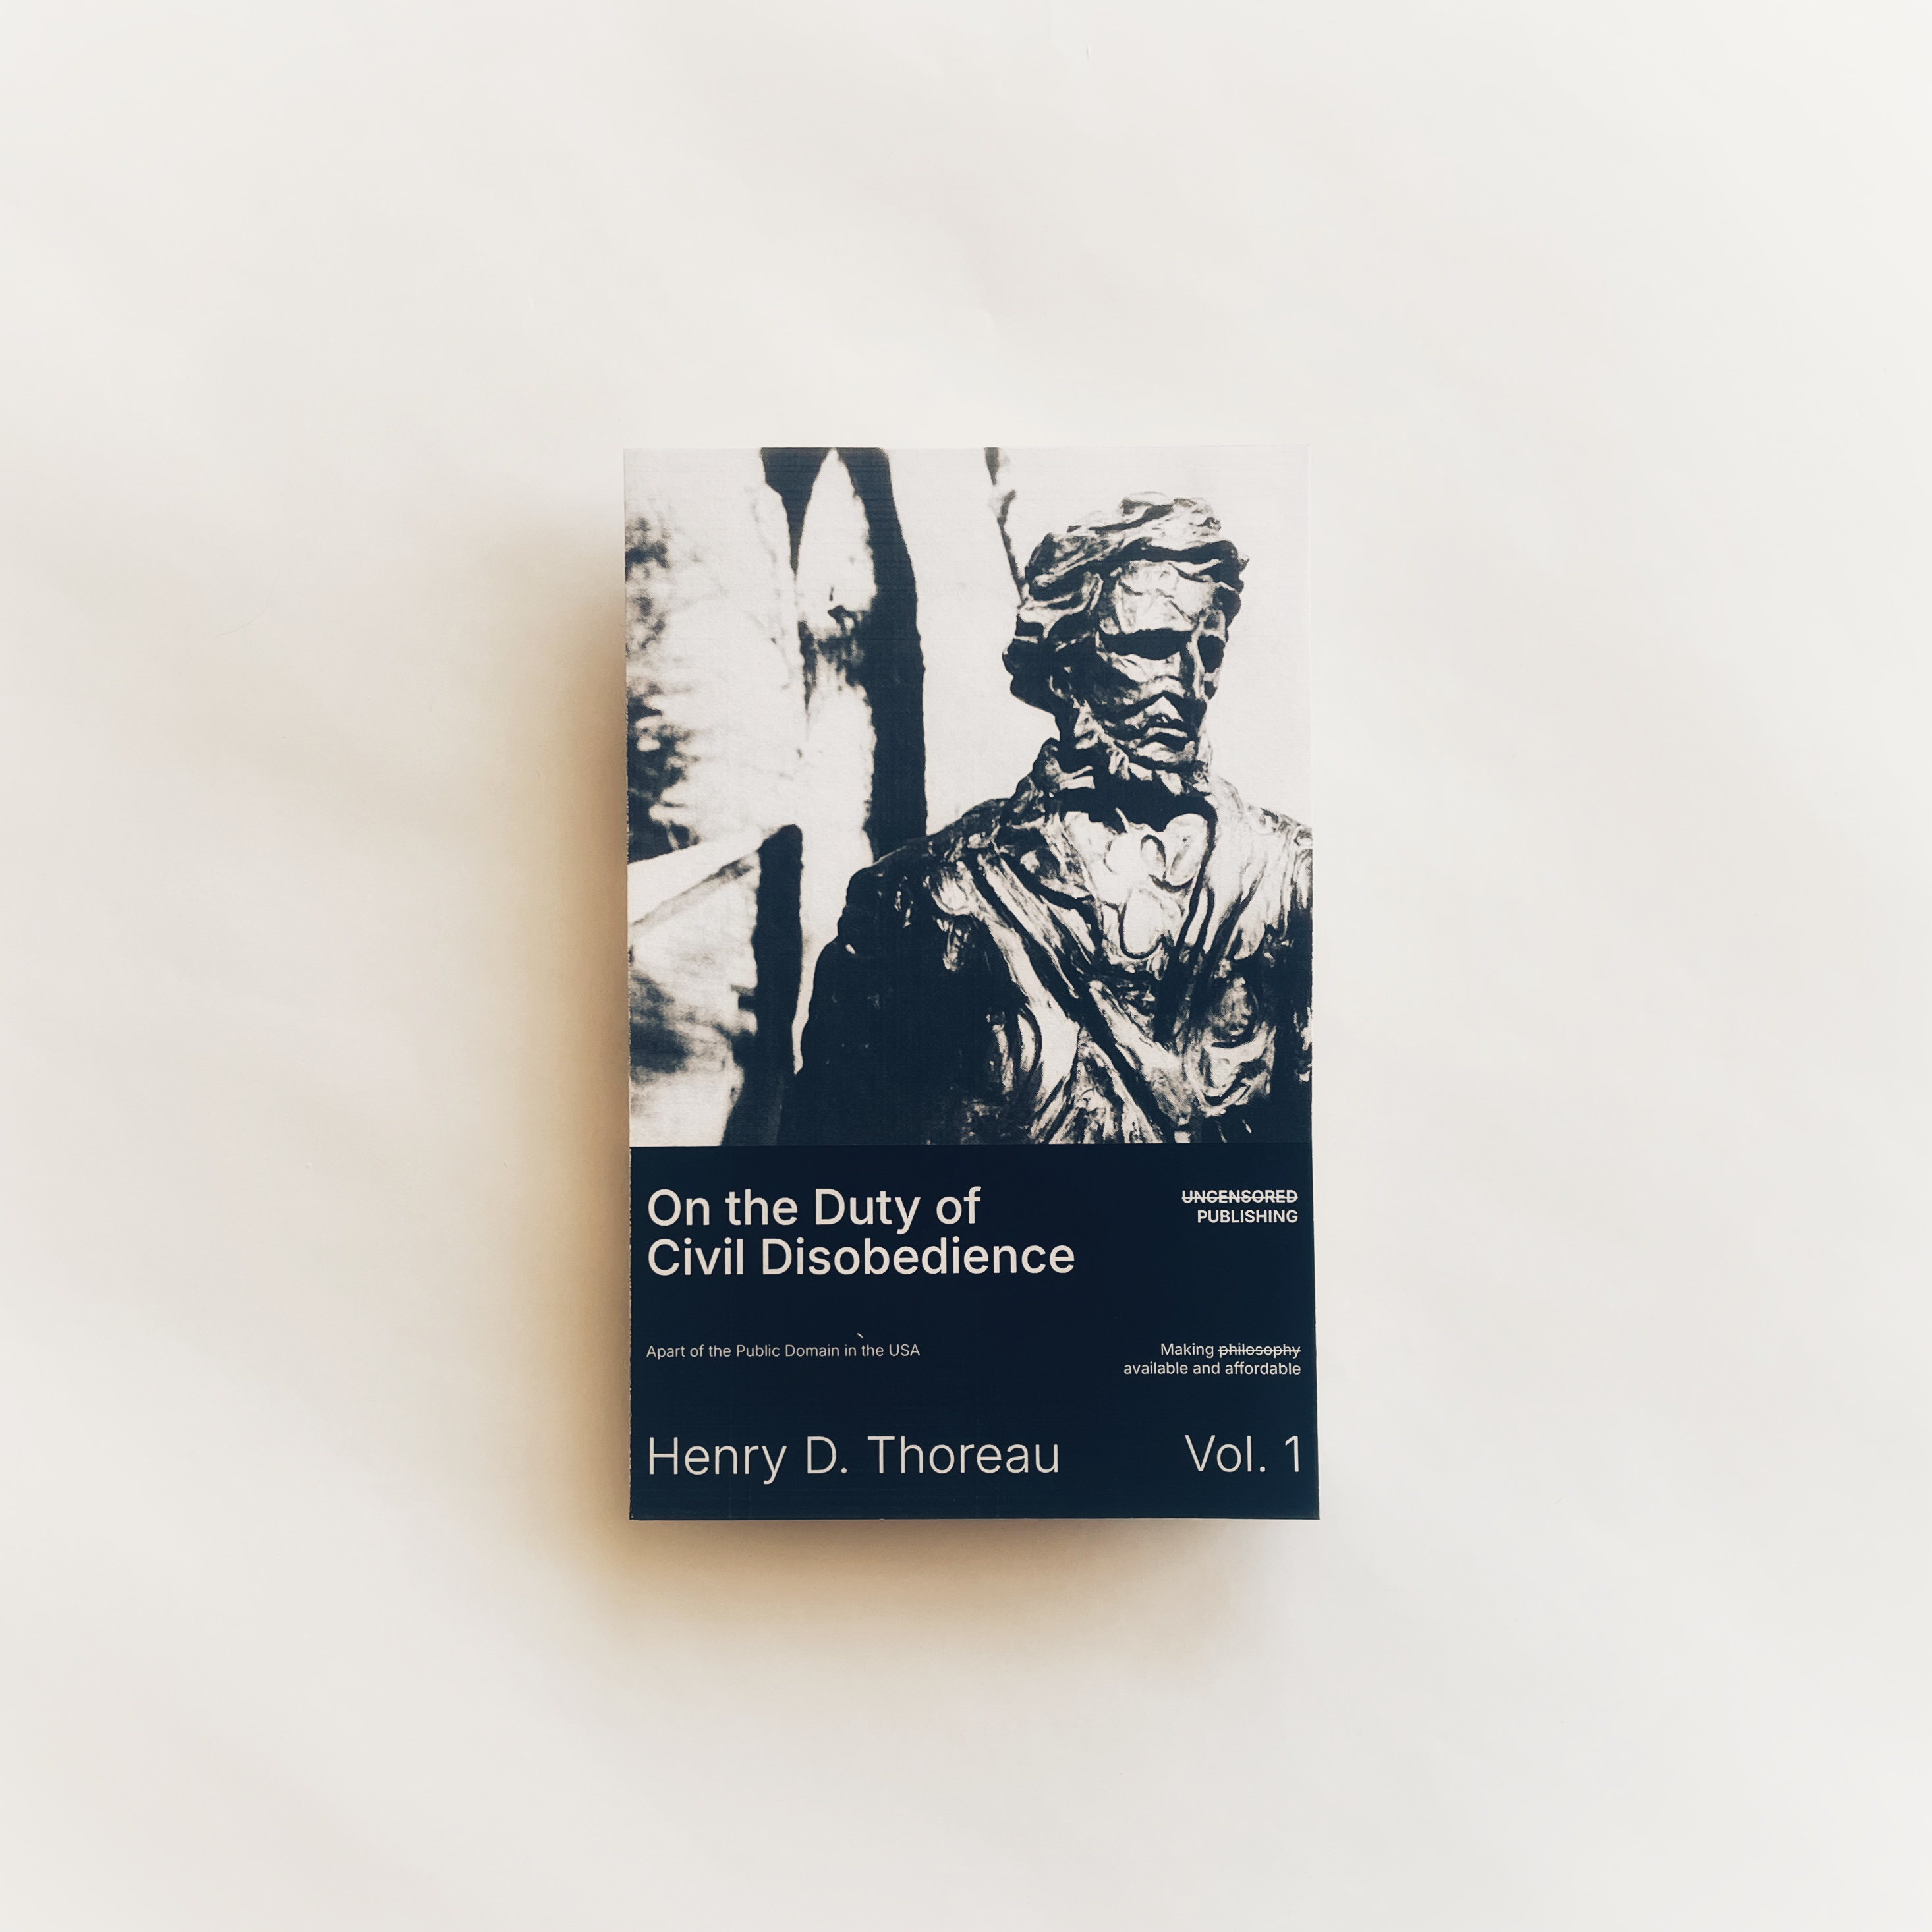 On the Duty of
Civil Disobedience
UNCENSORED
PUBLISHING
Apart of the Public Domain in the USA
Making philosophy
available and affordable
Henry D. Thoreau
Vol. 1